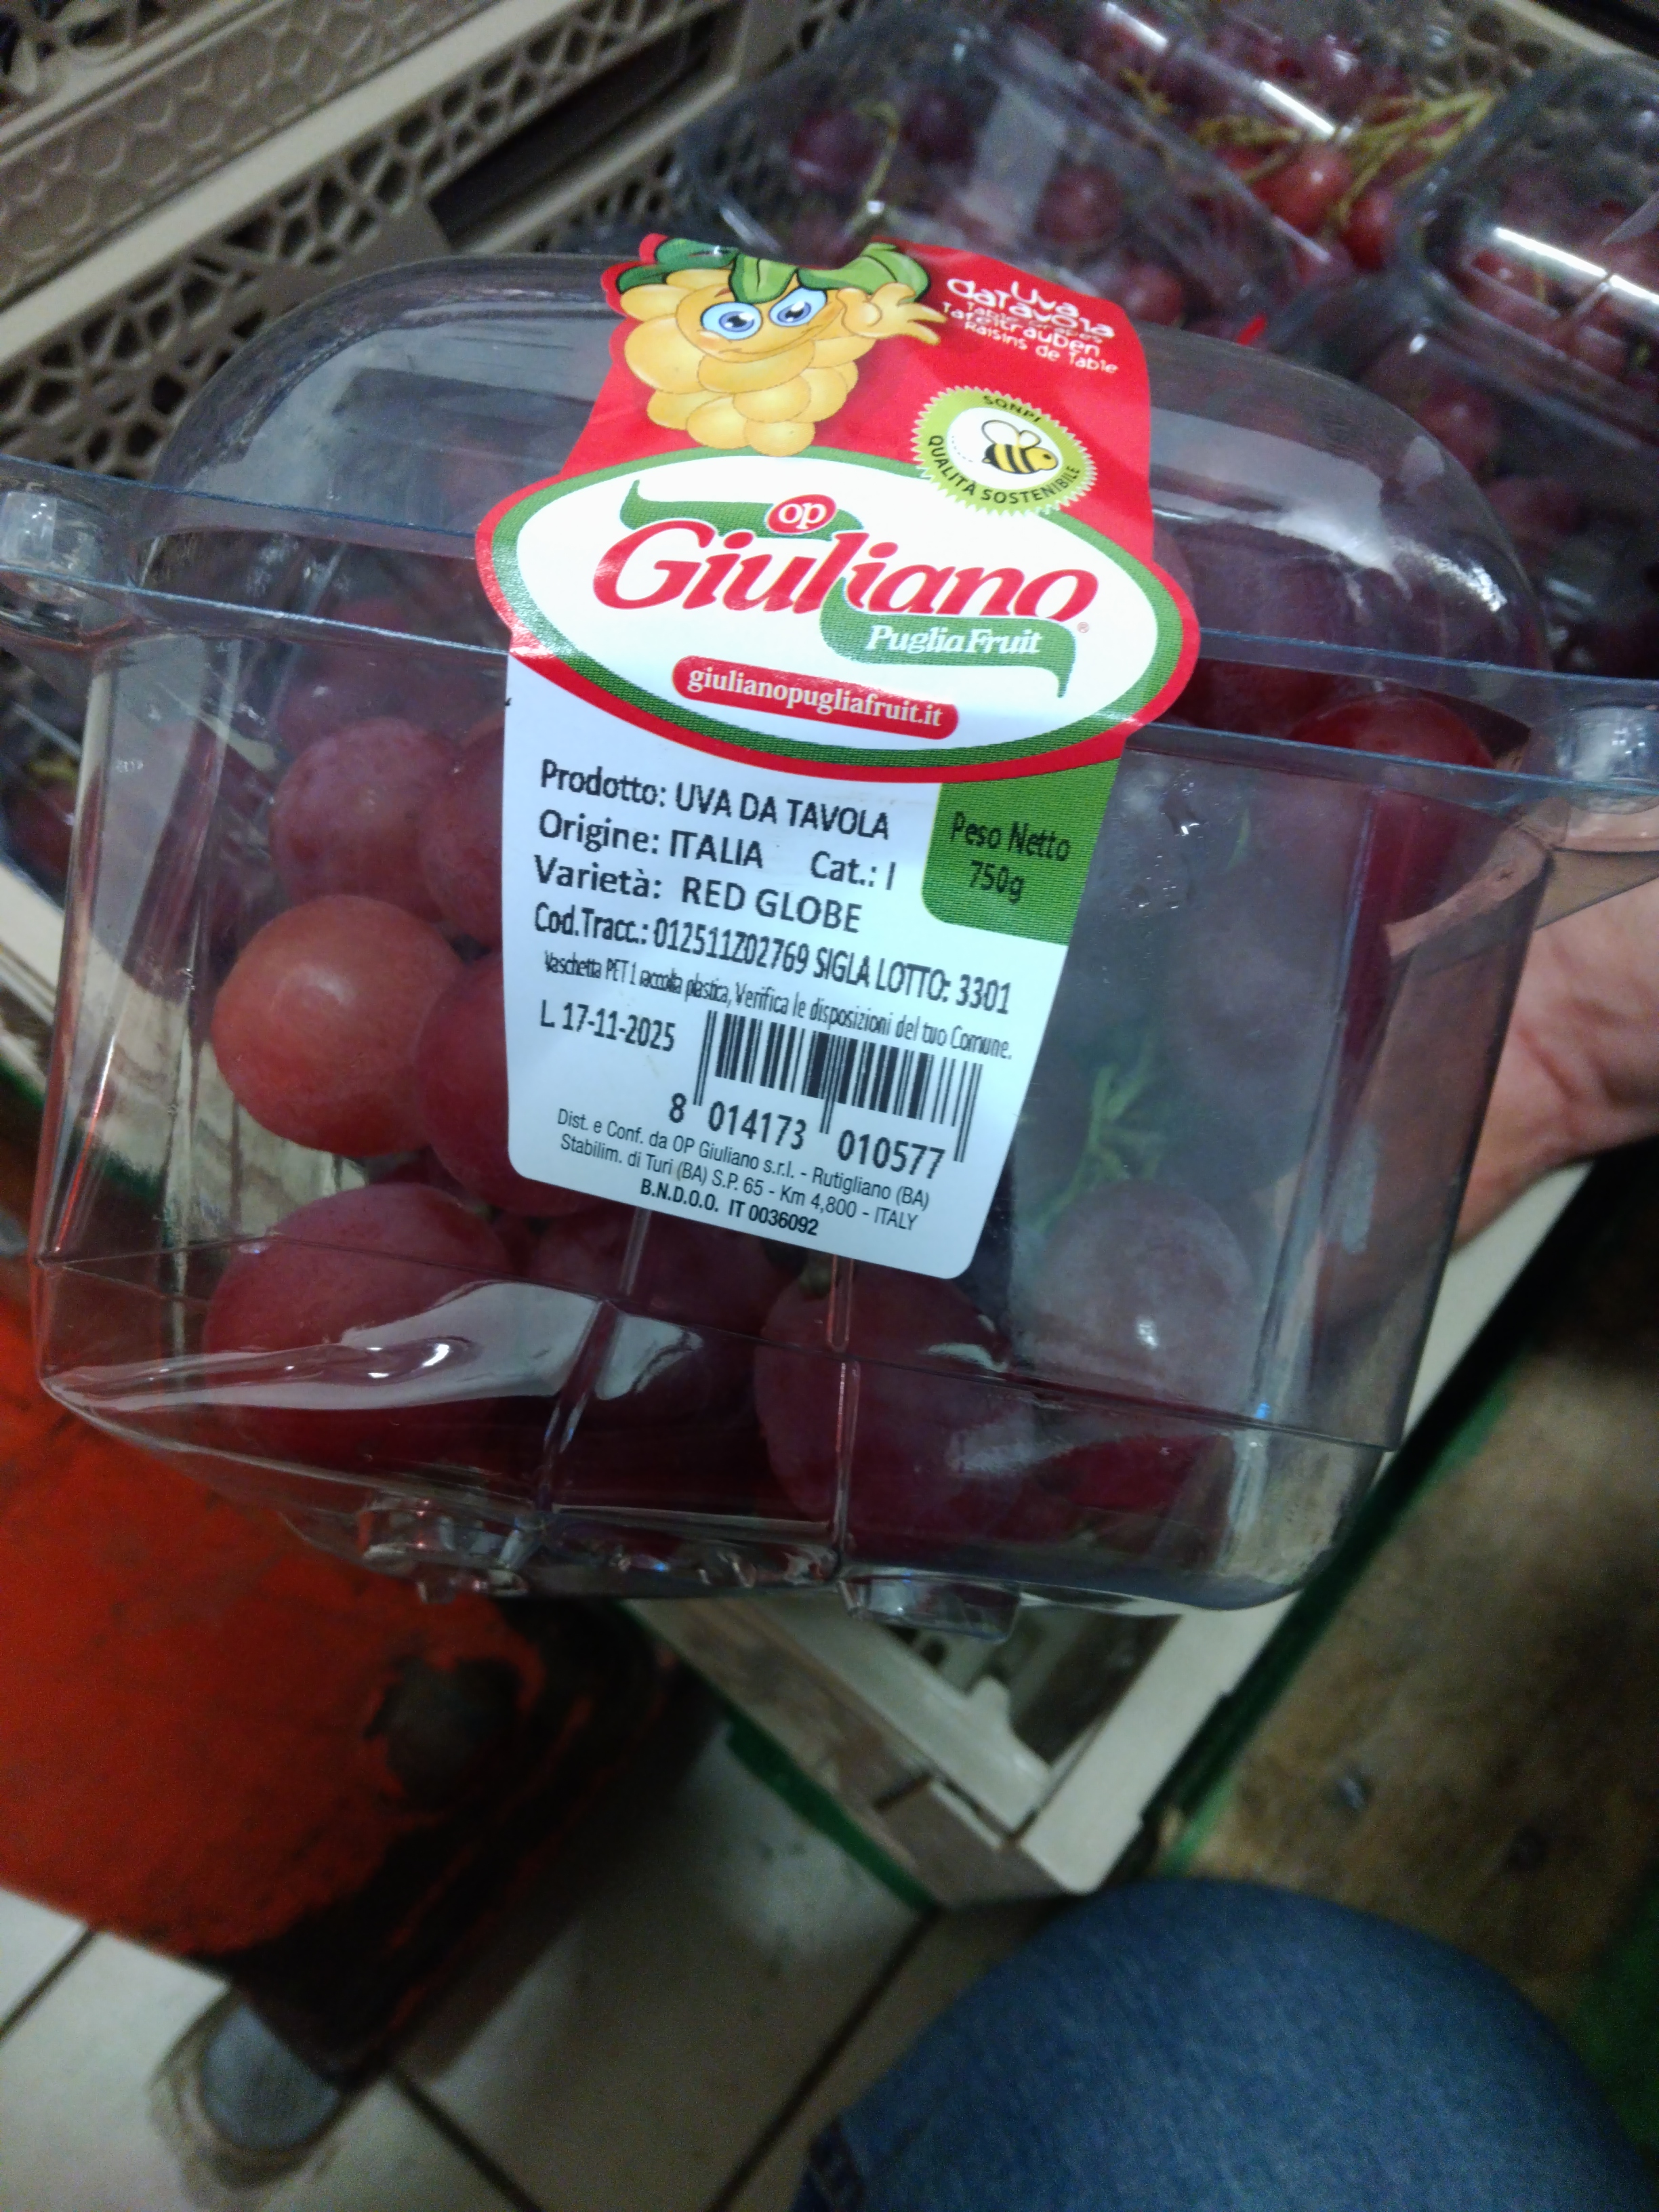 Uva
da Tavola
Table Grapes
Tafeltrauben
Raisins de Table
SQNPI
QUALITÀ SOSTENIBILE
OP
Giuliano®
PugliaFruit
giulianopugliafruit.it
Prodotto: UVA DA TAVOLA
Origine: ITALIA Cat.: I
Varietà: RED GLOBE
Peso Netto
750g
Cod.Tracc.: 012511Z02769 SIGLA LOTTO: 3301
Vaschetta PET 1 raccolta plastica, Verifica le disposizioni del tuo Comune.
L 17-11-2025
8 014173 010577
Dist. e Conf. da OP Giuliano s.r.l. - Rutigliano (BA)
Stabilim. di Turi (BA) S.P. 65 - Km 4,800 - ITALY
B.N.D.O.O. IT 0036092